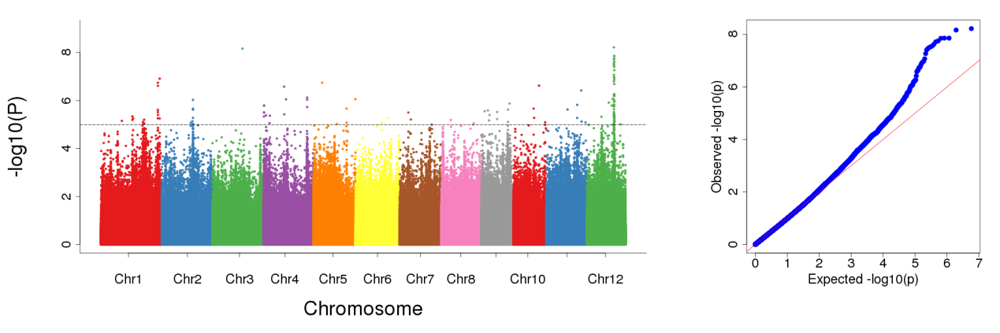 -log10(P)
8
6
4
2
0
Chr1 Chr2 Chr3 Chr4 Chr5 Chr6 Chr7 Chr8 Chr10 Chr12
Chromosome
Observed -log10(p)
8
6
4
2
0
0 1 2 3 4 5 6 7
Expected -log10(p)